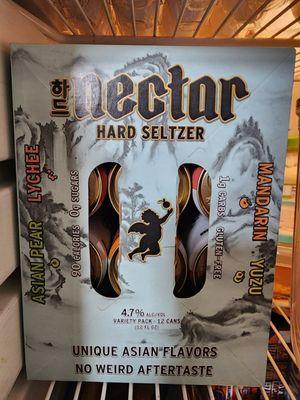 nectar
HARD SELTZER
LYCHEE
ASIAN PEAR
0g SUGARS
90 CALORIES
MANDARIN
YUZU
1g CARBS
GLUTEN-FREE
4.7% ALC/VOL
VARIETY PACK · 12 CANS
(12 FL OZ)
UNIQUE ASIAN FLAVORS
NO WEIRD AFTERTASTE